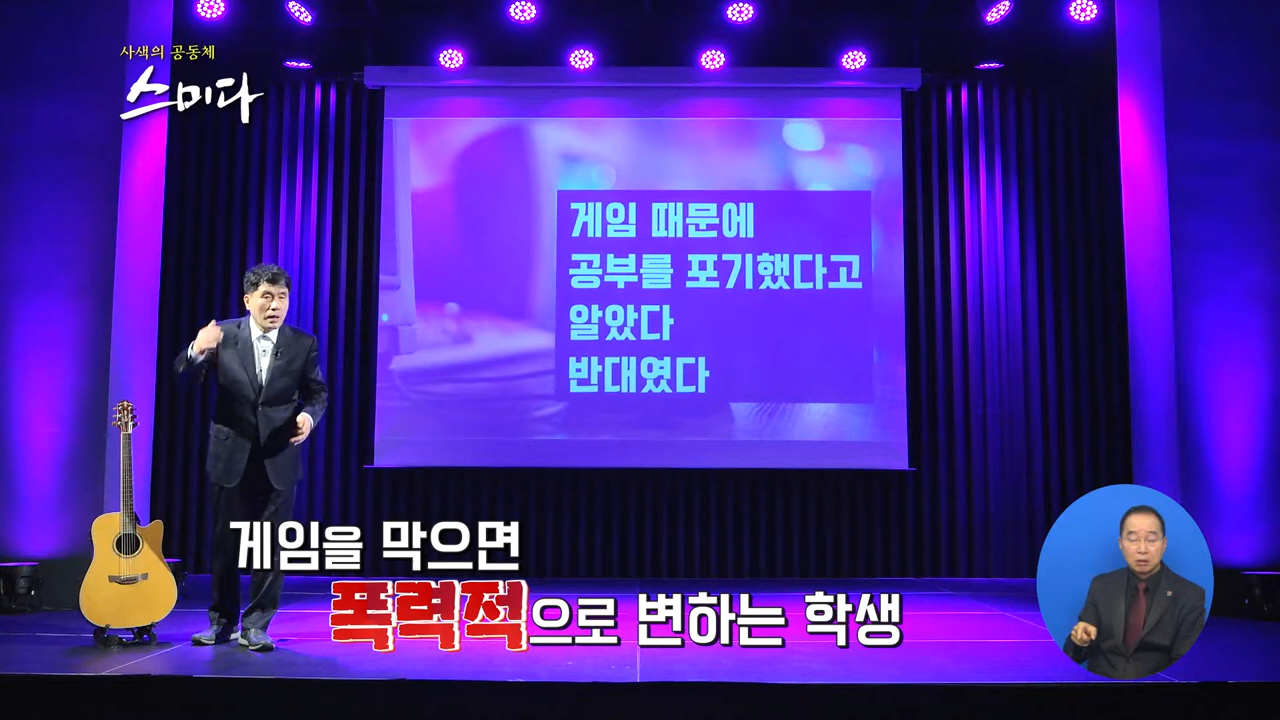 사색의 공동체
스미다
게임 때문에
공부를 포기했다고
알았다
반대였다
게임을 막으면
폭력적으로 변하는 학생